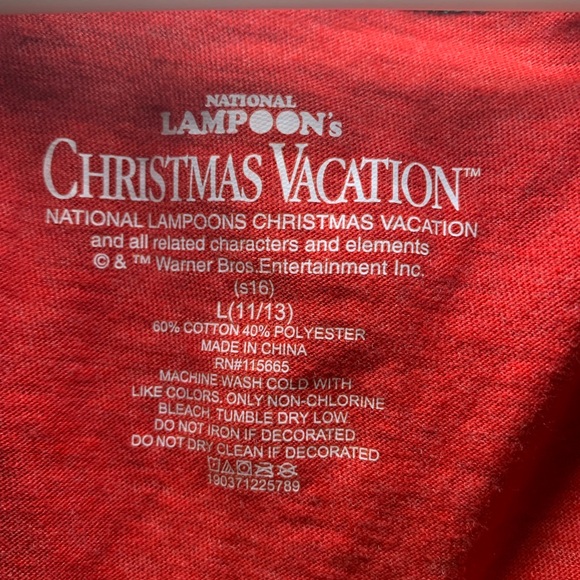 NATIONAL
LAMPOON's
CHRISTMAS VACATION™
NATIONAL LAMPOONS CHRISTMAS VACATION
and all related characters and elements
© & ™ Warner Bros.Entertainment Inc.
(s16)
L(11/13)
60% COTTON 40% POLYESTER
MADE IN CHINA
RN#115665
MACHINE WASH COLD WITH
LIKE COLORS, ONLY NON-CHLORINE
BLEACH, TUMBLE DRY LOW
DO NOT IRON IF DECORATED
DO NOT DRY CLEAN IF DECORATED
190371225789